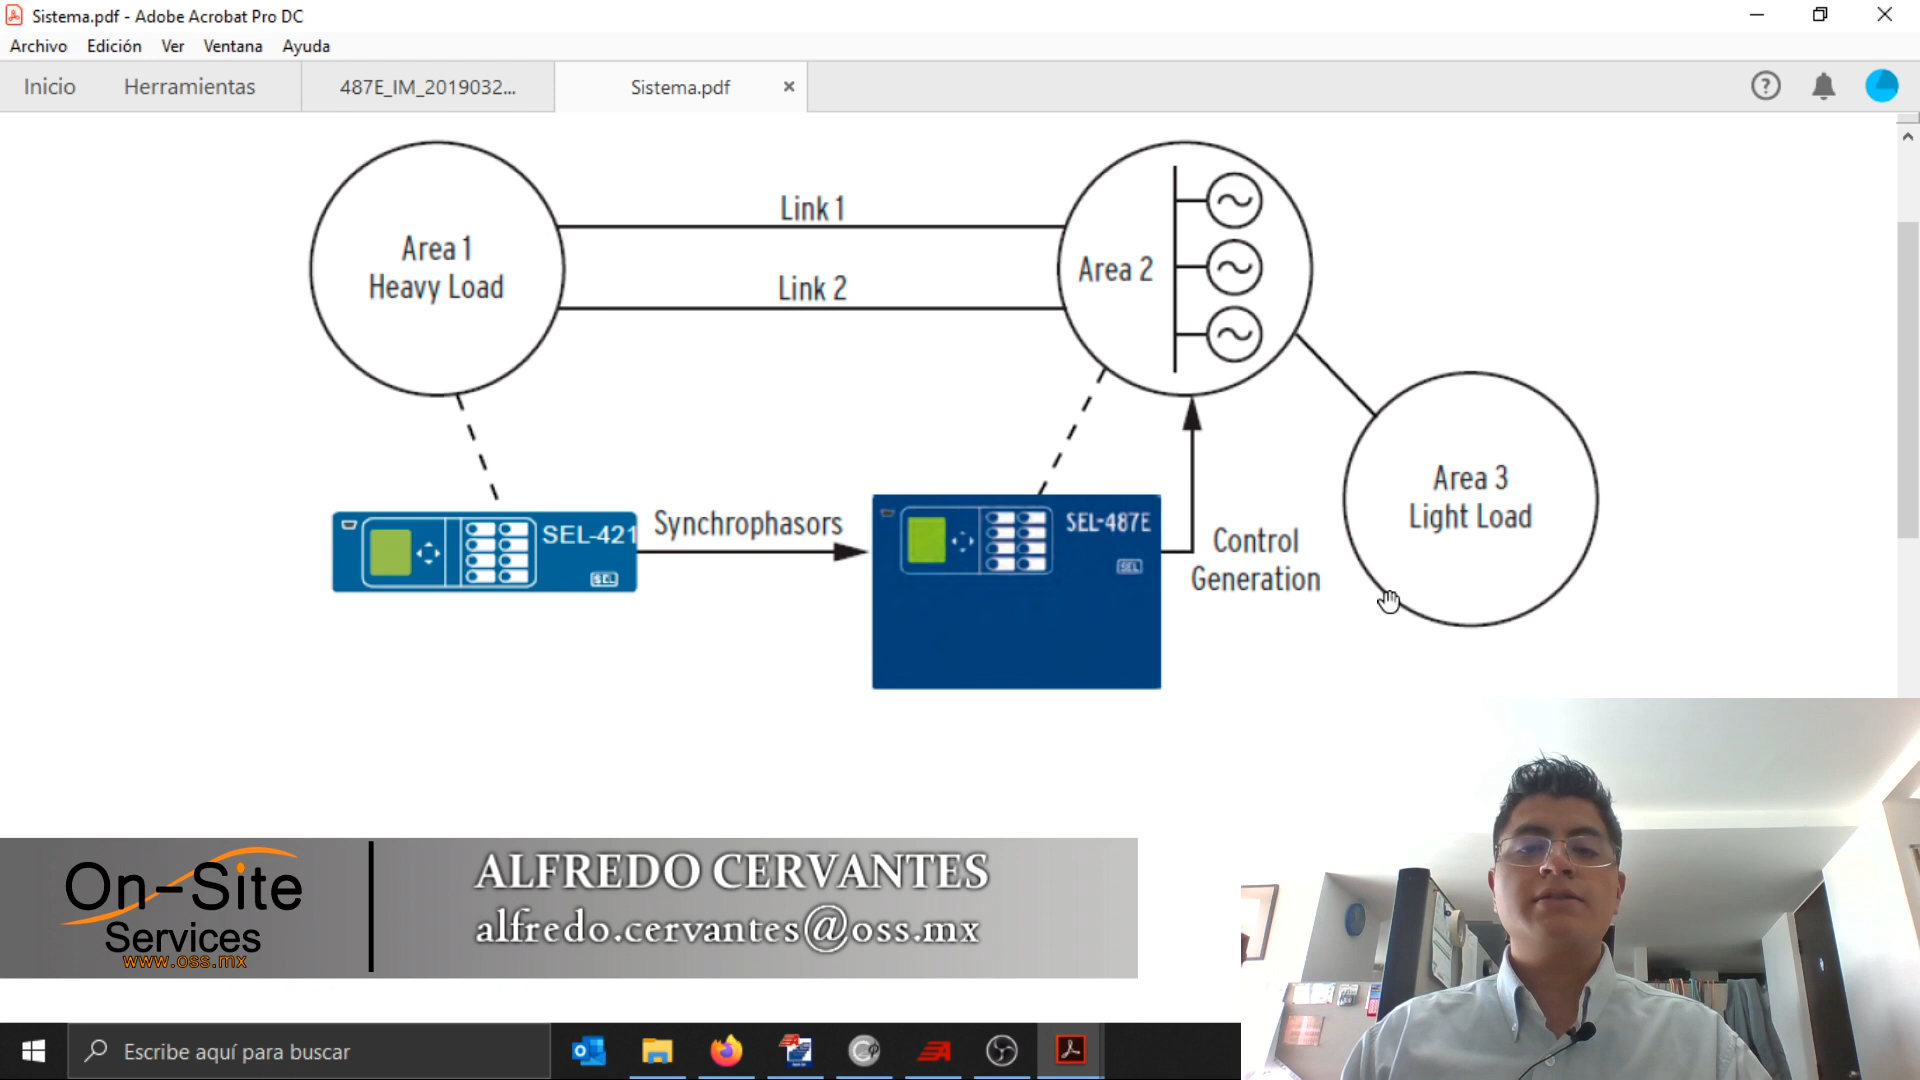 Sistema.pdf - Adobe Acrobat Pro DC
Archivo Edición Ver Ventana Ayuda
Inicio Herramientas 487E_IM_2019032... Sistema.pdf
Link 1
Area 1
Heavy Load
Link 2
Area 2
Area 3
Light Load
SEL-421
SEL
Synchrophasors
SEL-487E
SEL
Control
Generation
On-Site
Services
www.oss.mx
ALFREDO CERVANTES
alfredo.cervantes@oss.mx
Escribe aquí para buscar